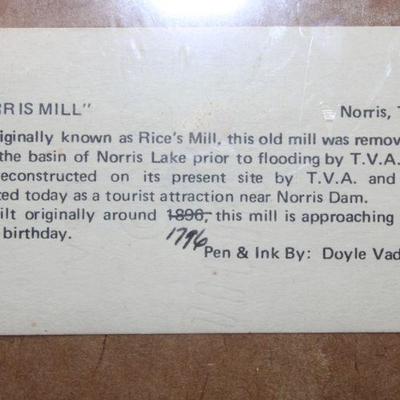 RRIS MILL" Norris, T
iginally known as Rice's Mill, this old mill was remov
the basin of Norris Lake prior to flooding by T.V.A.
econstructed on its present site by T.V.A. and
ted today as a tourist attraction near Norris Dam.
ilt originally around 1896, this mill is approaching
birthday. 1796
Pen & Ink By: Doyle Vad